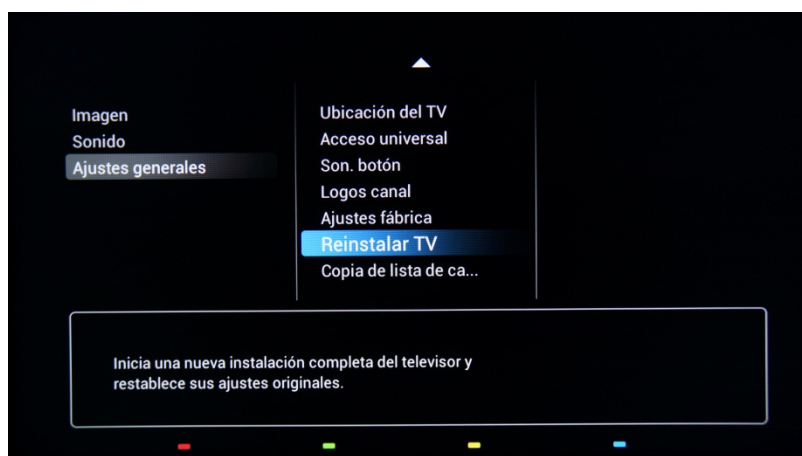 Imagen
Sonido
Ajustes generales
Ubicación del TV
Acceso universal
Son. botón
Logos canal
Ajustes fábrica
Reinstalar TV
Copia de lista de ca...
Inicia una nueva instalación completa del televisor y
restablece sus ajustes originales.